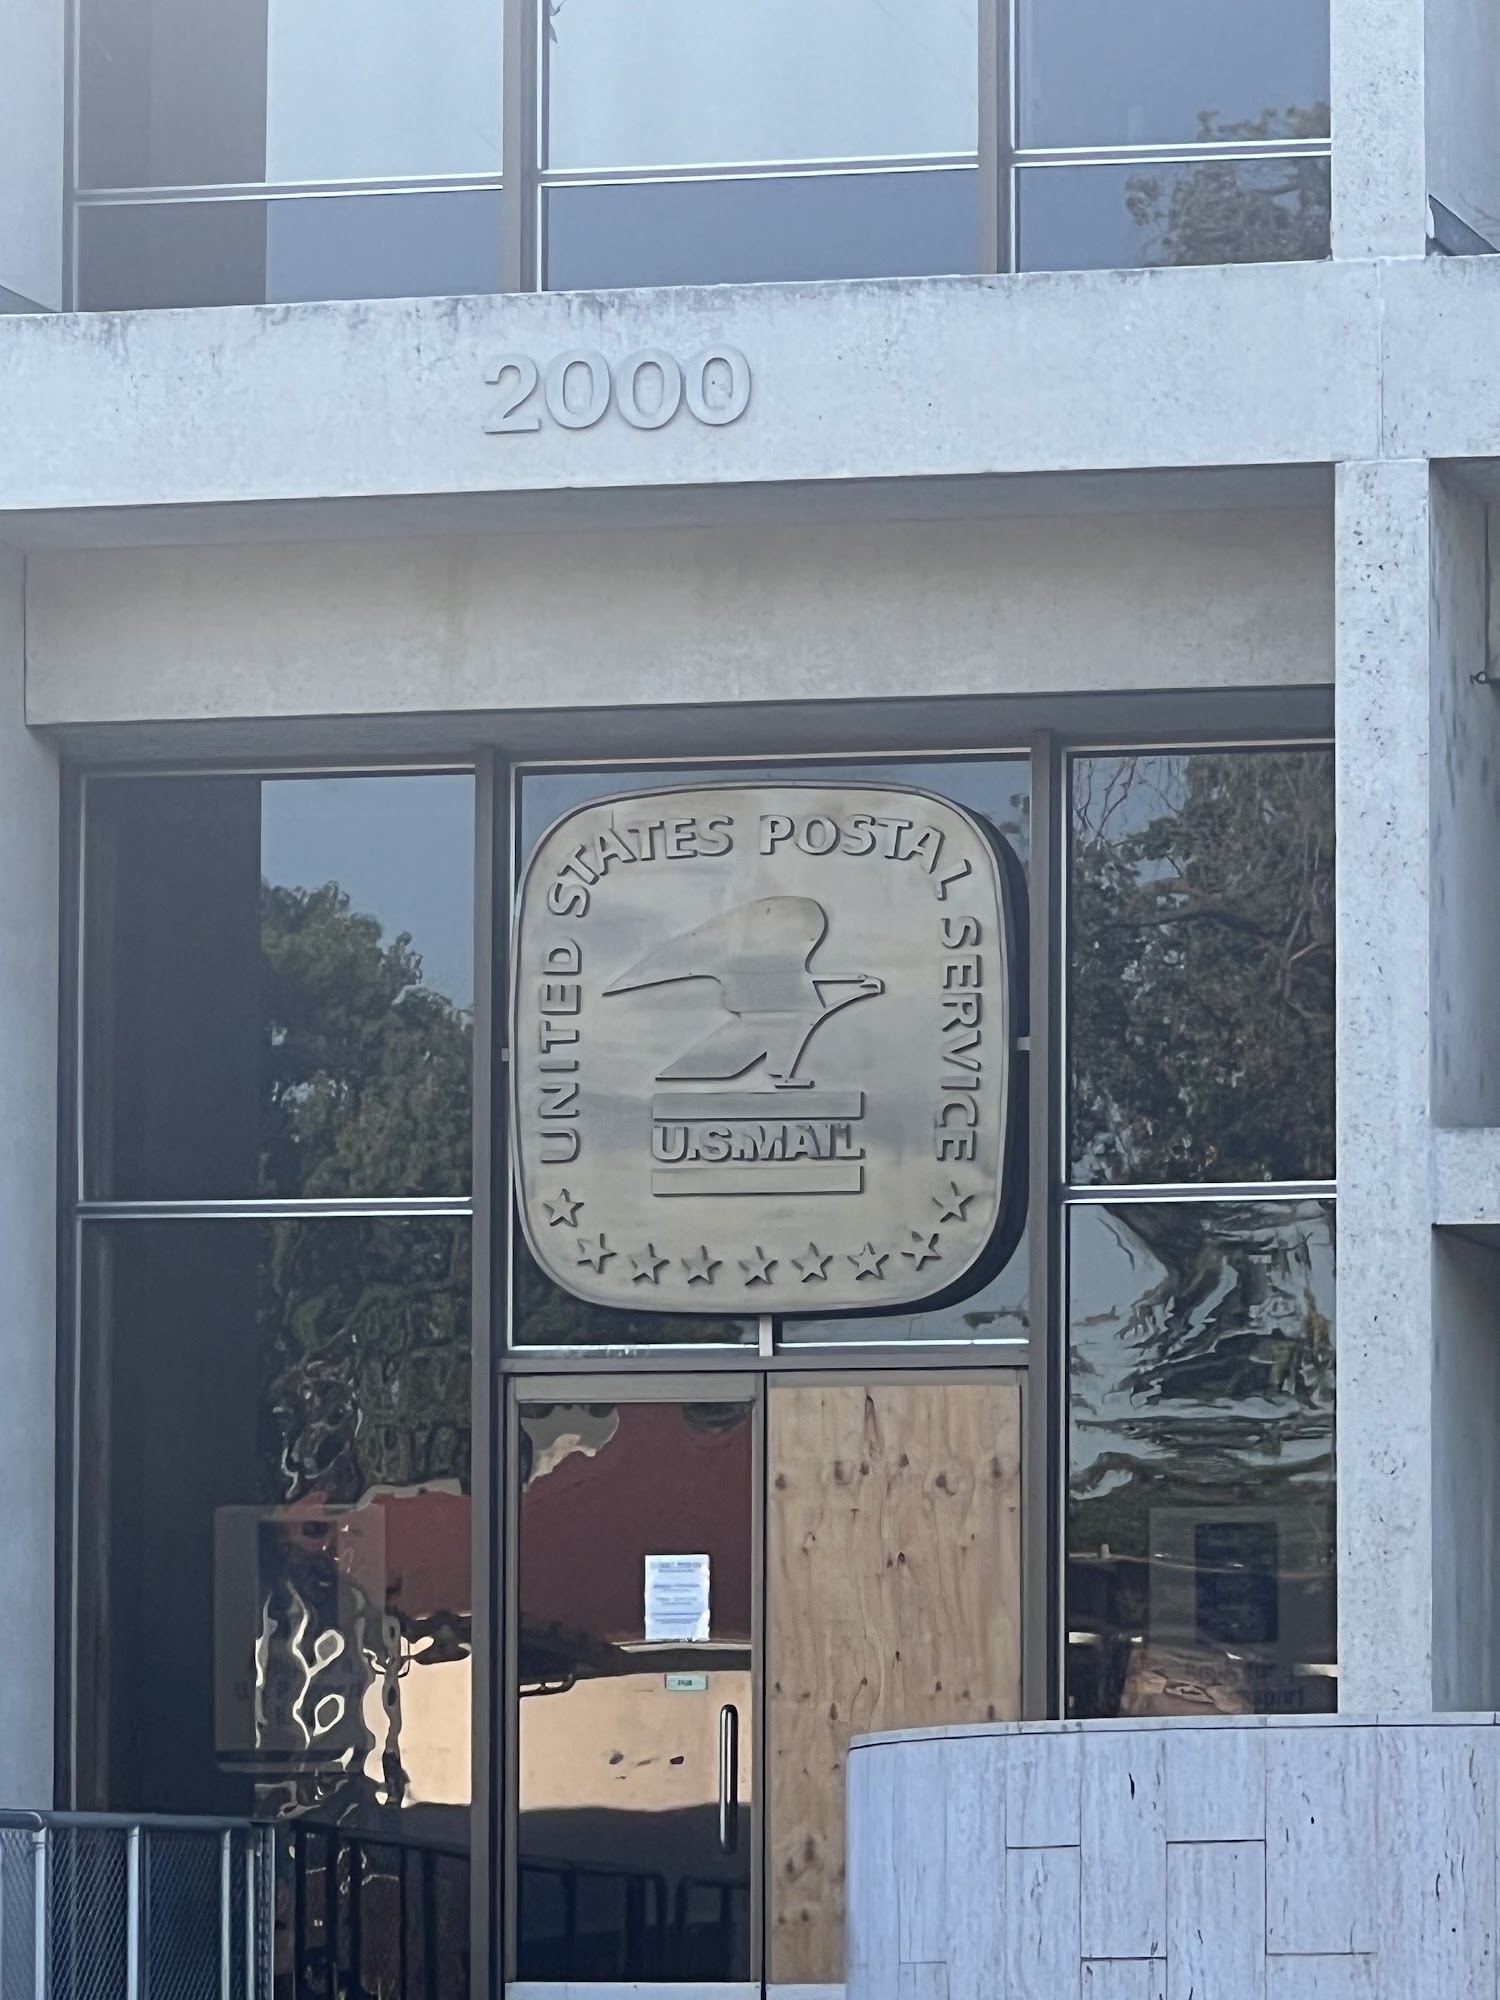 2000
UNITED STATES POSTAL SERVICE
U.S.MAIL